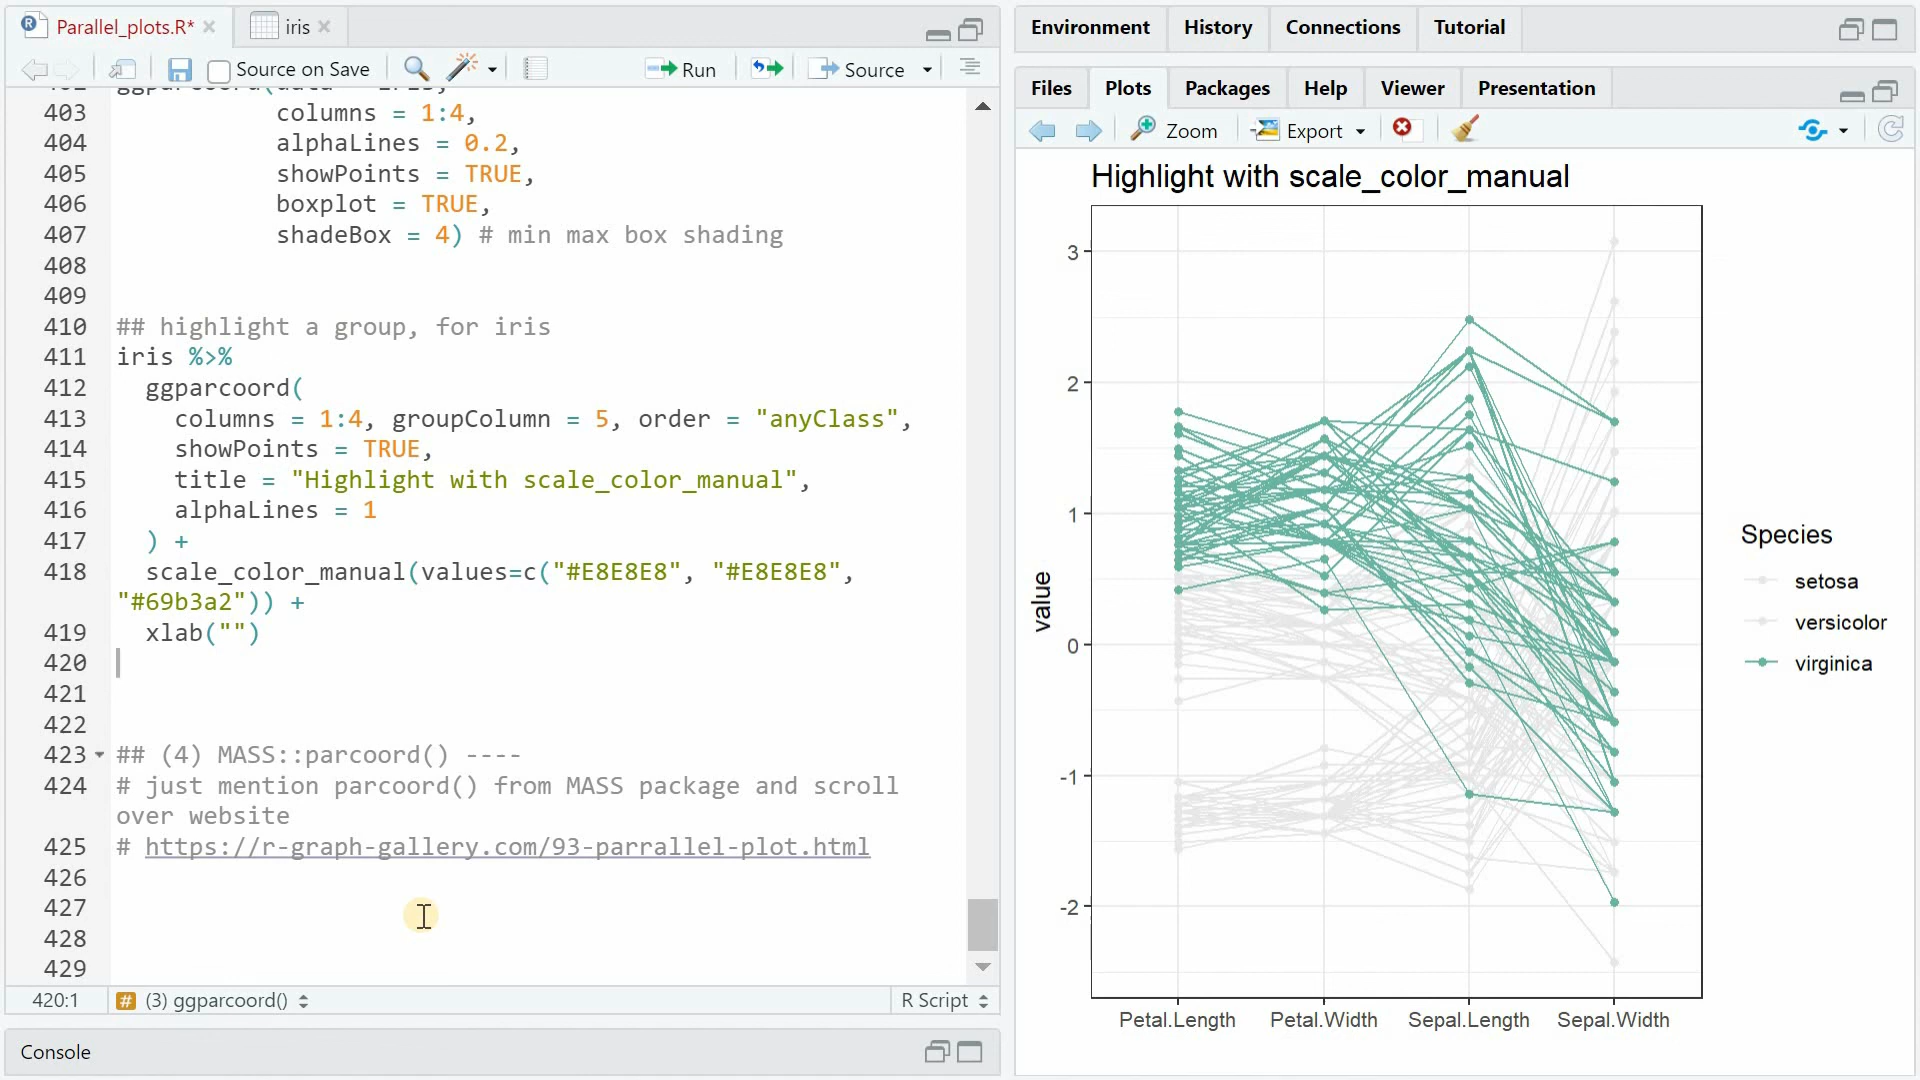 Parallel_plots.R*
iris
Source on Save
Run
Source
403 columns = 1:4,
404 alphaLines = 0.2,
405 showPoints = TRUE,
406 boxplot = TRUE,
407 shadeBox = 4) # min max box shading
408
409
410 ## highlight a group, for iris
411 iris %>%
412 ggparcoord(
413 columns = 1:4, groupColumn = 5, order = "anyClass",
414 showPoints = TRUE,
415 title = "Highlight with scale_color_manual",
416 alphaLines = 1
417 ) +
418 scale_color_manual(values=c("#E8E8E8", "#E8E8E8",
"#69b3a2")) +
419 xlab("")
420
421
422
423 ## (4) MASS::parcoord() ----
424 # just mention parcoord() from MASS package and scroll
over website
425 # https://r-graph-gallery.com/93-parrallel-plot.html
426
427
428
429
420:1
# (3) ggparcoord()
R Script
Console
Environment
History
Connections
Tutorial
Files
Plots
Packages
Help
Viewer
Presentation
Zoom
Export
Highlight with scale_color_manual
3
2
1
0
-1
-2
value
Petal.Length
Petal.Width
Sepal.Length
Sepal.Width
Species
setosa
versicolor
virginica